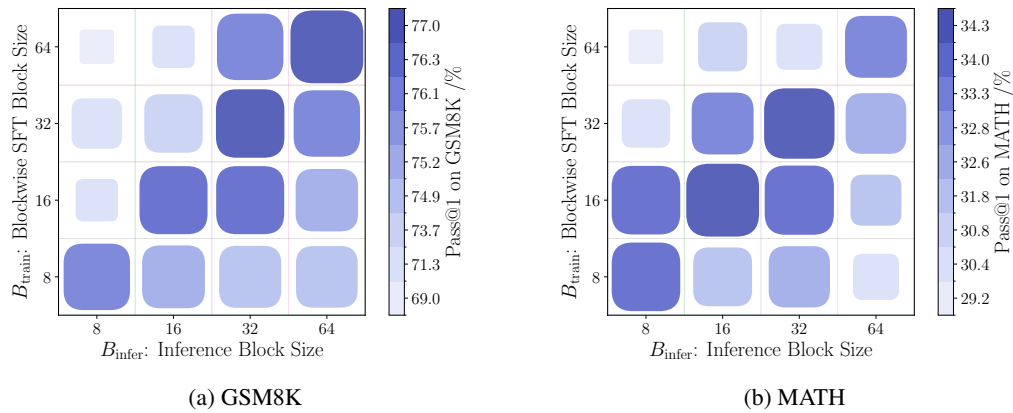 B_train: Blockwise SFT Block Size
64
32
16
8
8 16 32 64
B_infer: Inference Block Size
77.0
76.3
76.1
75.7
75.2
74.9
73.7
71.3
69.0
Pass@1 on GSM8K /%
(a) GSM8K
B_train: Blockwise SFT Block Size
64
32
16
8
8 16 32 64
B_infer: Inference Block Size
34.3
34.0
33.3
32.8
32.6
31.8
30.8
30.4
29.2
Pass@1 on MATH /%
(b) MATH